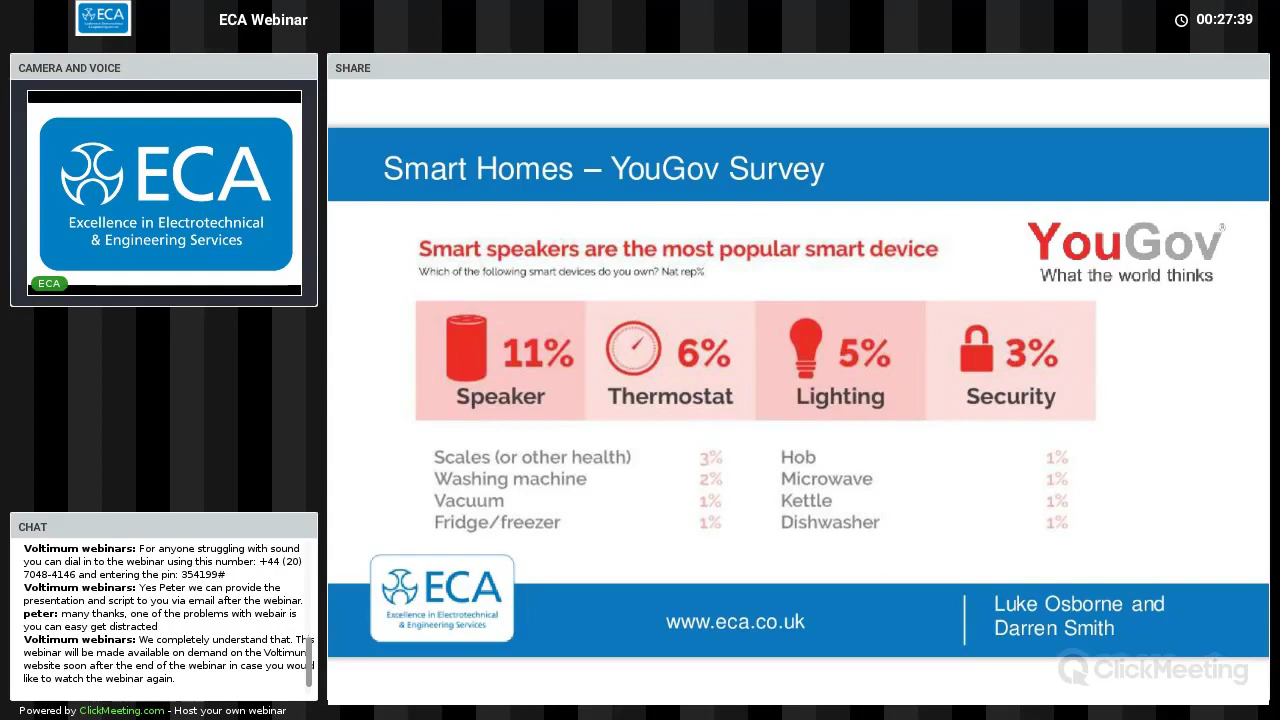 ECA
ECA Webinar
00:27:39
CAMERA AND VOICE
ECA
Excellence in Electrotechnical
& Engineering Services
ECA
SHARE
Smart Homes – YouGov Survey
Smart speakers are the most popular smart device
Which of the following smart devices do you own? Nat rep%
YouGov®
What the world thinks
11%
Speaker
6%
Thermostat
5%
Lighting
3%
Security
Scales (or other health) 3%
Washing machine 2%
Vacuum 1%
Fridge/freezer 1%
Hob 1%
Microwave 1%
Kettle 1%
Dishwasher 1%
ECA
Excellence in Electrotechnical
& Engineering Services
www.eca.co.uk
Luke Osborne and
Darren Smith
ClickMeeting
CHAT
Voltimum webinars: For anyone struggling with sound
you can dial in to the webinar using this number: +44 (20)
7048-4146 and entering the pin: 354199#
Voltimum webinars: Yes Peter we can provide the
presentation and script to you via email after the webinar.
peter: many thanks, one of the problems with webair is
you can easy get distracted
Voltimum webinars: We completely understand that. This
webinar will be made available on demand on the Voltimum
website soon after the end of the webinar in case you would
like to watch the webinar again.
Powered by ClickMeeting.com - Host your own webinar